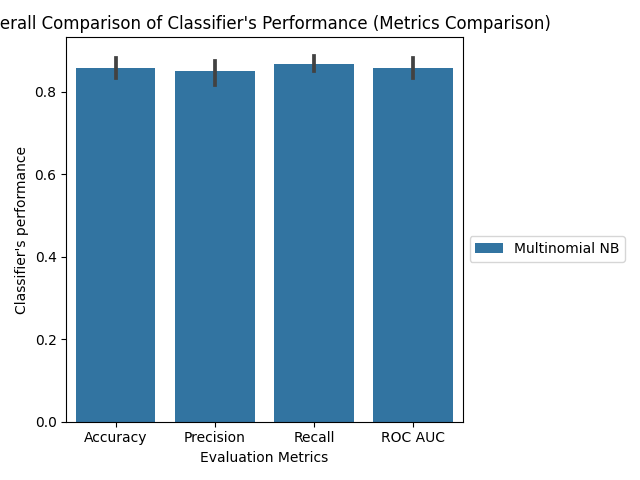 erall Comparison of Classifier's Performance (Metrics Comparison)
Classifier's performance
0.8
0.6
0.4
0.2
0.0
Multinomial NB
Accuracy Precision Recall ROC AUC
Evaluation Metrics